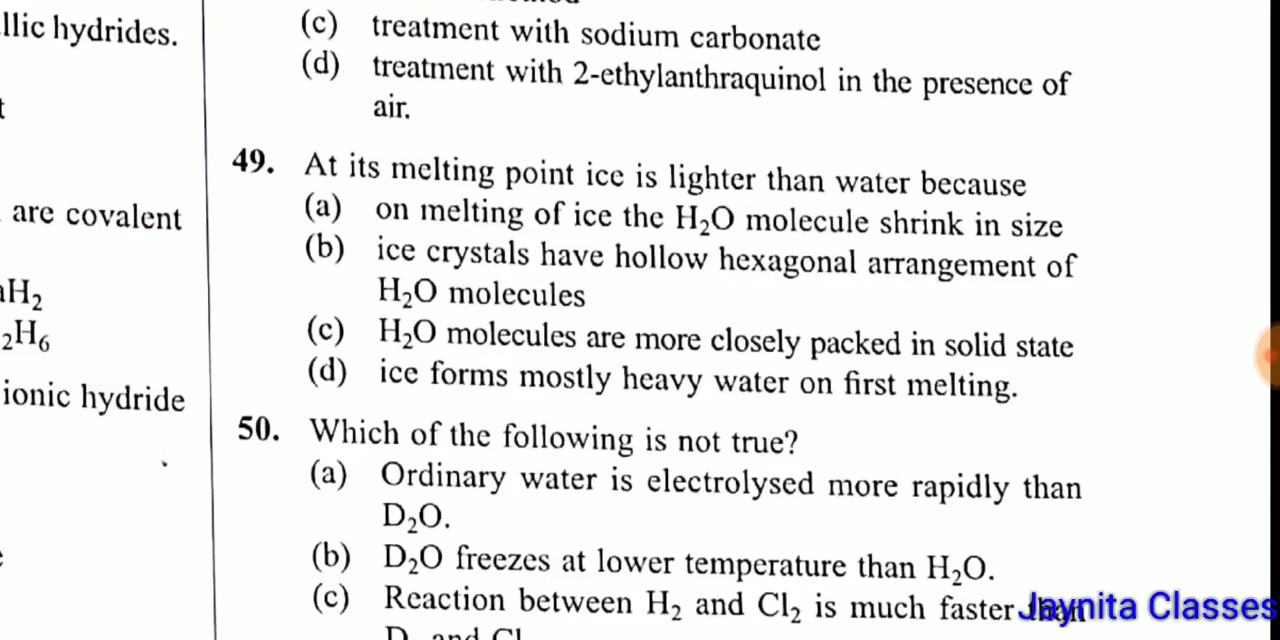 llic hydrides.
t
are covalent
H₂
₂H₆
ionic hydride
(c) treatment with sodium carbonate
(d) treatment with 2-ethylanthraquinol in the presence of
air.
49. At its melting point ice is lighter than water because
(a) on melting of ice the H₂O molecule shrink in size
(b) ice crystals have hollow hexagonal arrangement of
H₂O molecules
(c) H₂O molecules are more closely packed in solid state
(d) ice forms mostly heavy water on first melting.
50. Which of the following is not true?
(a) Ordinary water is electrolysed more rapidly than
D₂O.
(b) D₂O freezes at lower temperature than H₂O.
(c) Reaction between H₂ and Cl₂ is much faster than
D and Cl
Jaynita Classes